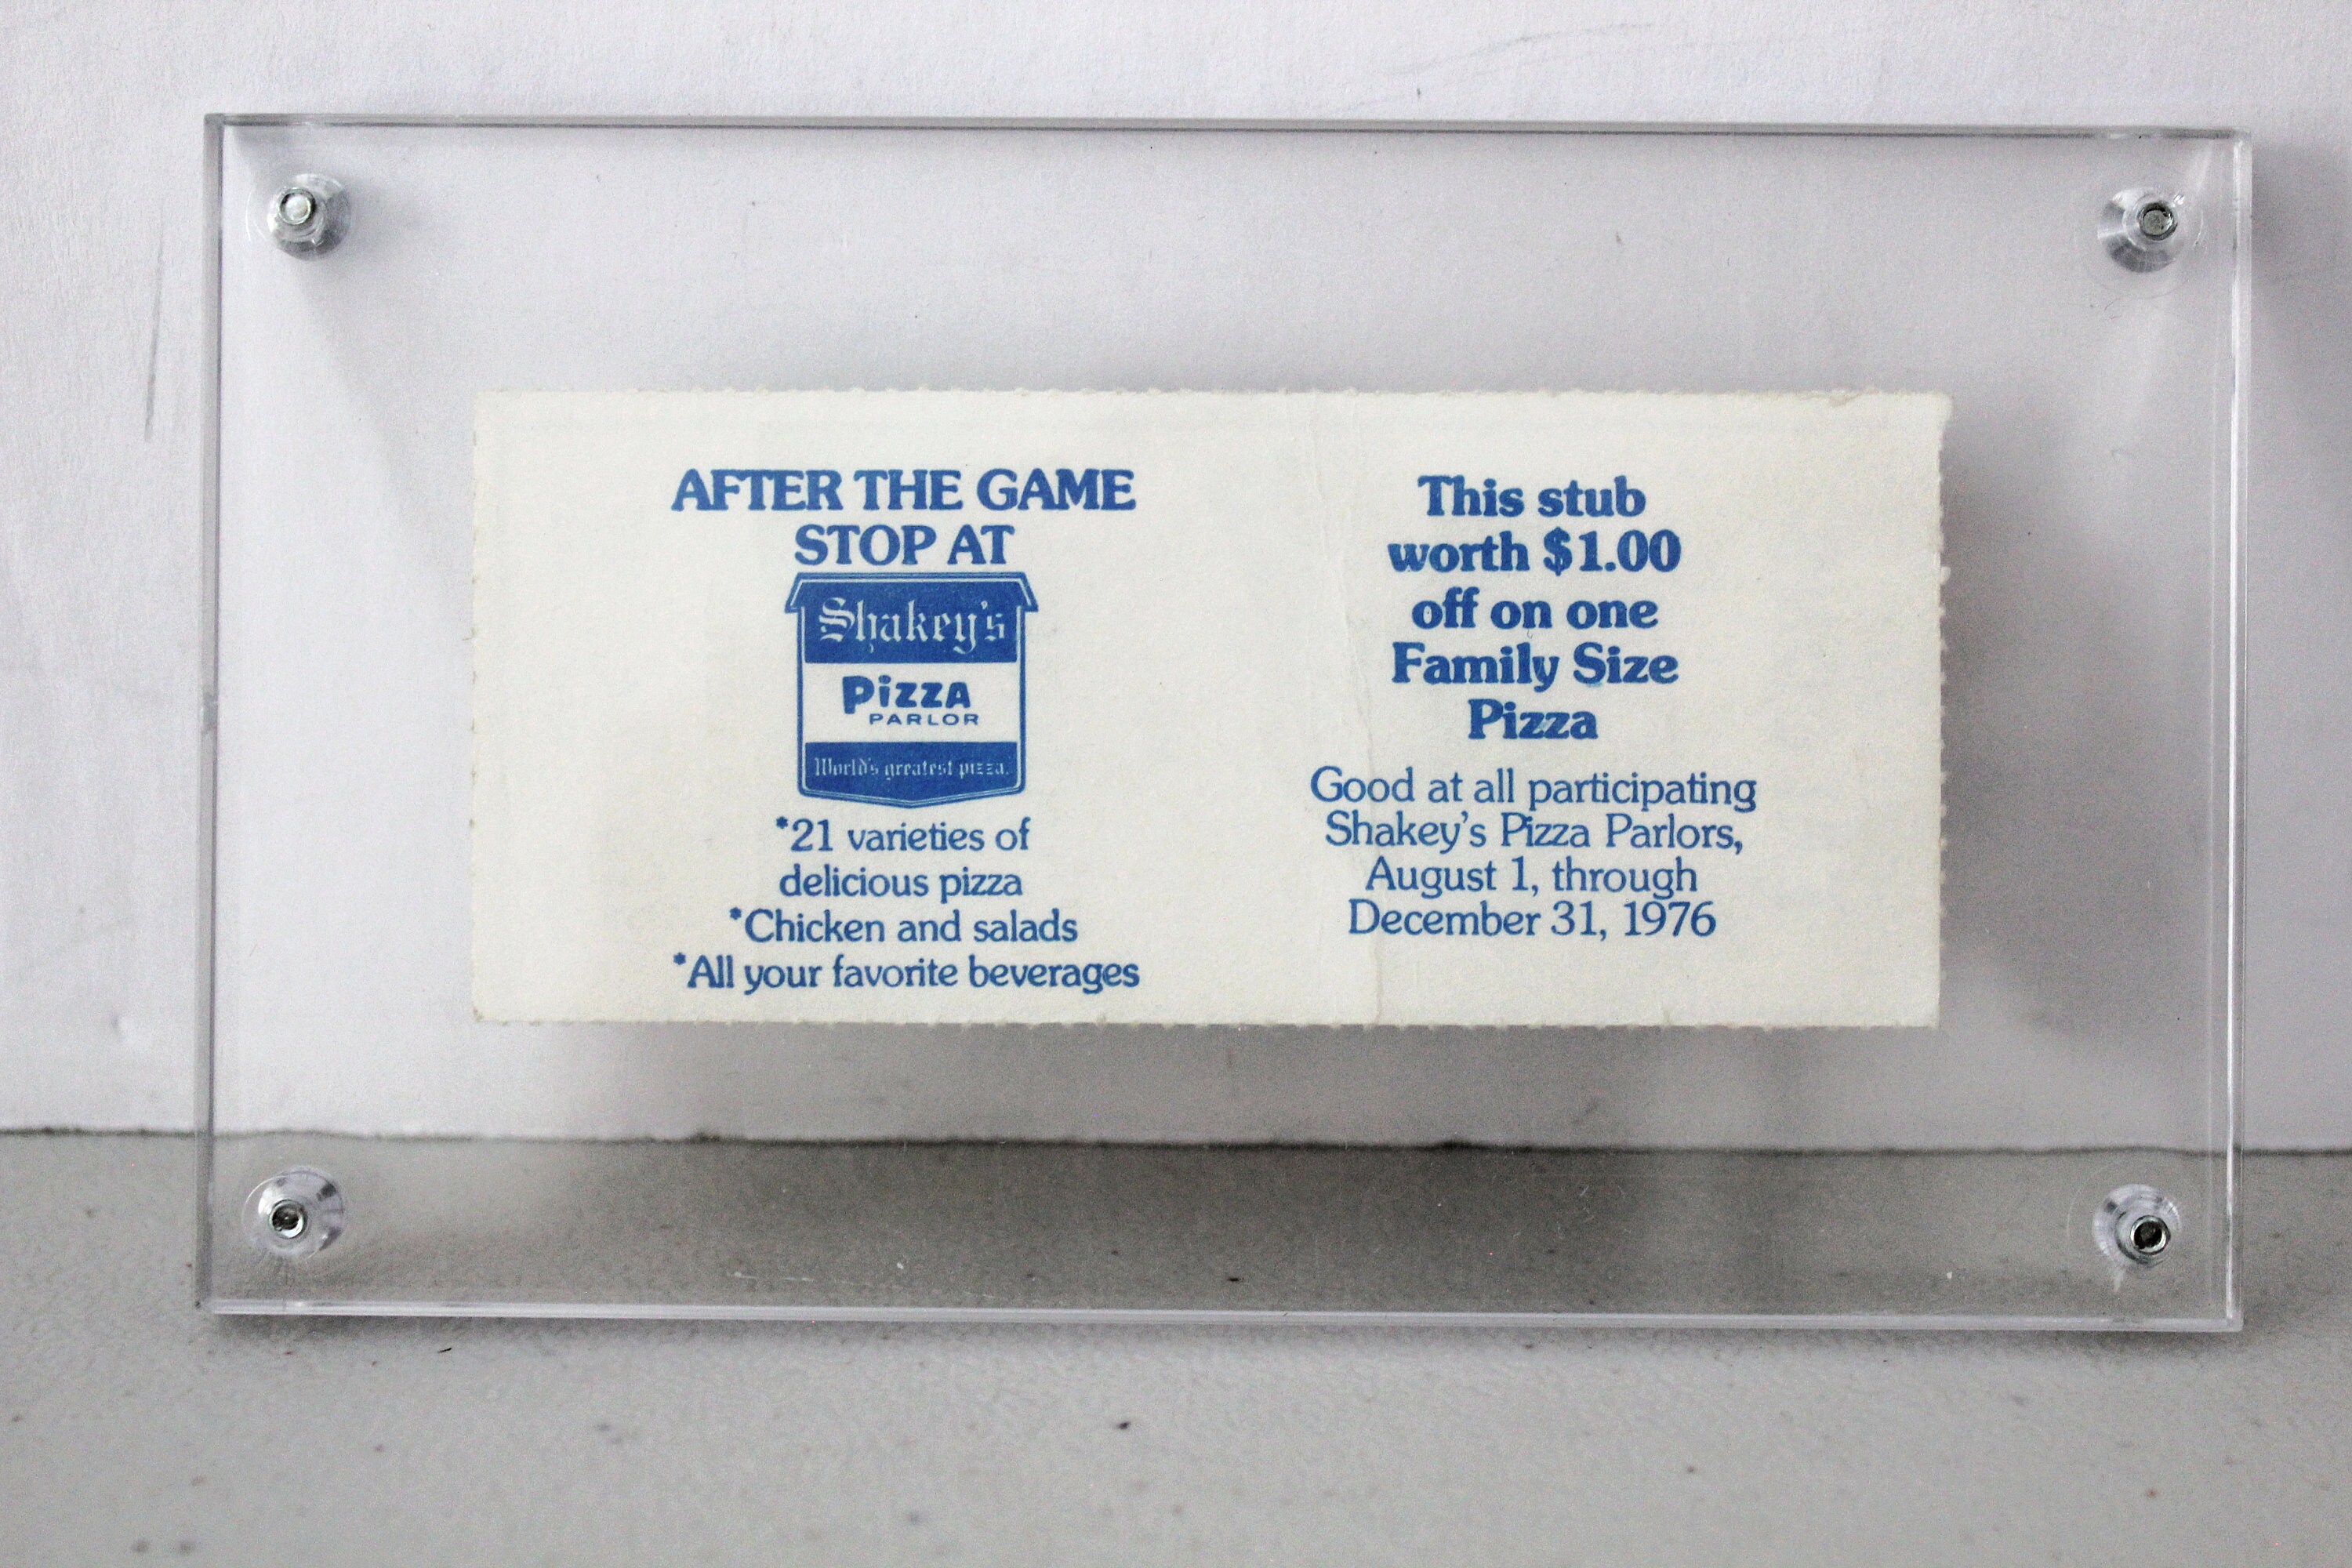 AFTER THE GAME
STOP AT
Shakey's
Pizza
PARLOR
World's greatest pizza.
*21 varieties of
delicious pizza
*Chicken and salads
*All your favorite beverages
This stub
worth $1.00
off on one
Family Size
Pizza
Good at all participating
Shakey's Pizza Parlors,
August 1, through
December 31, 1976